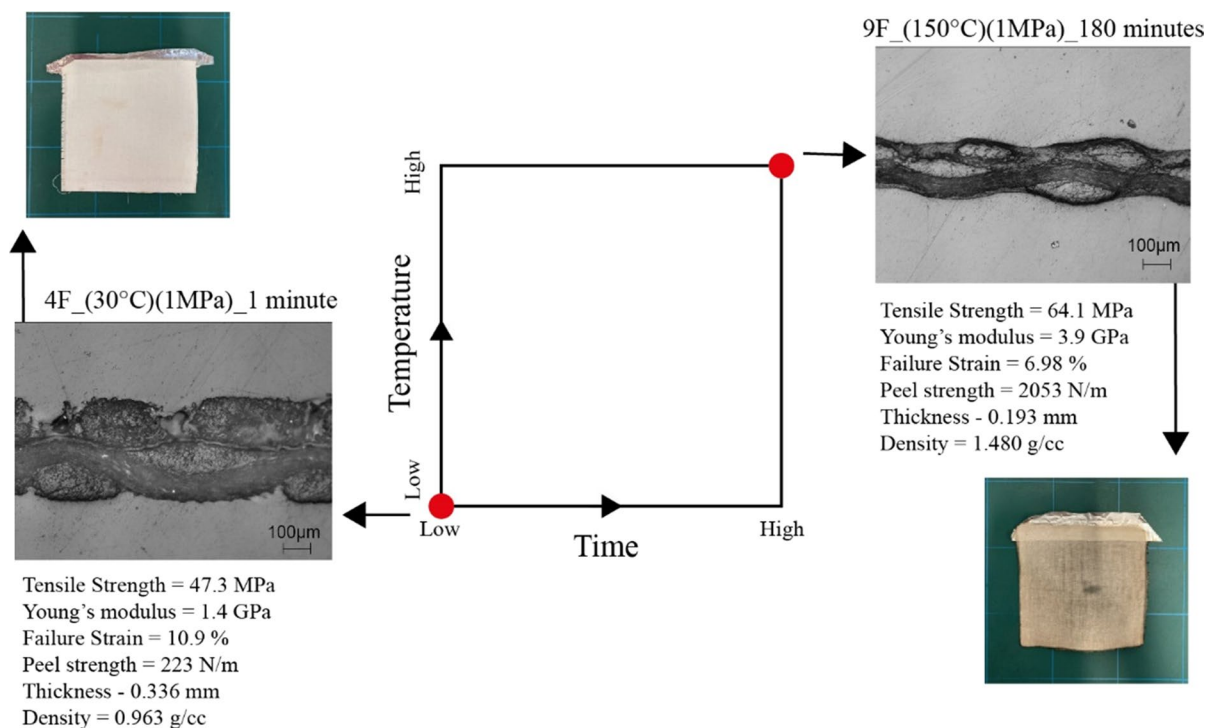 9F_(150°C)(1MPa)_180 minutes
100μm
Tensile Strength = 64.1 MPa
Young’s modulus = 3.9 GPa
Failure Strain = 6.98 %
Peel strength = 2053 N/m
Thickness - 0.193 mm
Density = 1.480 g/cc
4F_(30°C)(1MPa)_1 minute
100μm
Tensile Strength = 47.3 MPa
Young’s modulus = 1.4 GPa
Failure Strain = 10.9 %
Peel strength = 223 N/m
Thickness - 0.336 mm
Density = 0.963 g/cc
High
Temperature
Low
Low
High
Time